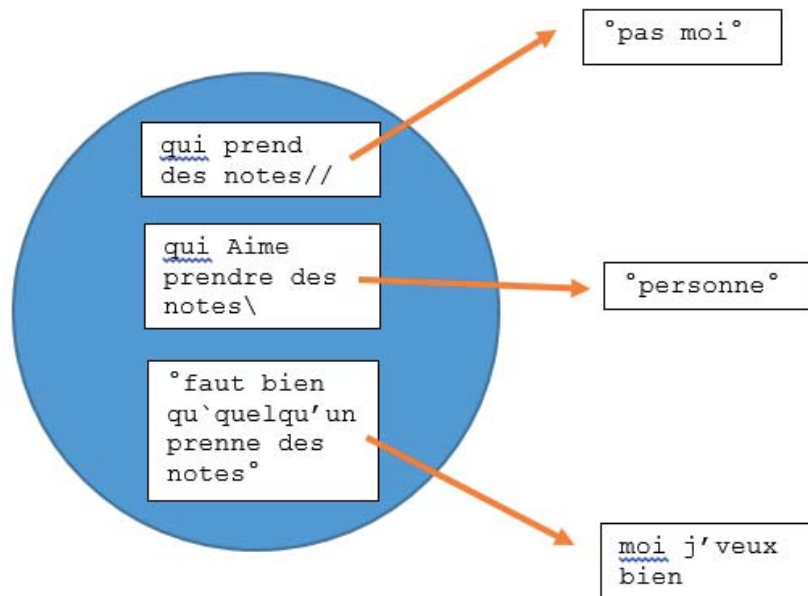 °pas moi°
qui prend
des notes//
qui Aime
prendre des
notes\
°personne°
°faut bien
qu`quelqu’un
prenne des
notes°
moi j’veux
bien